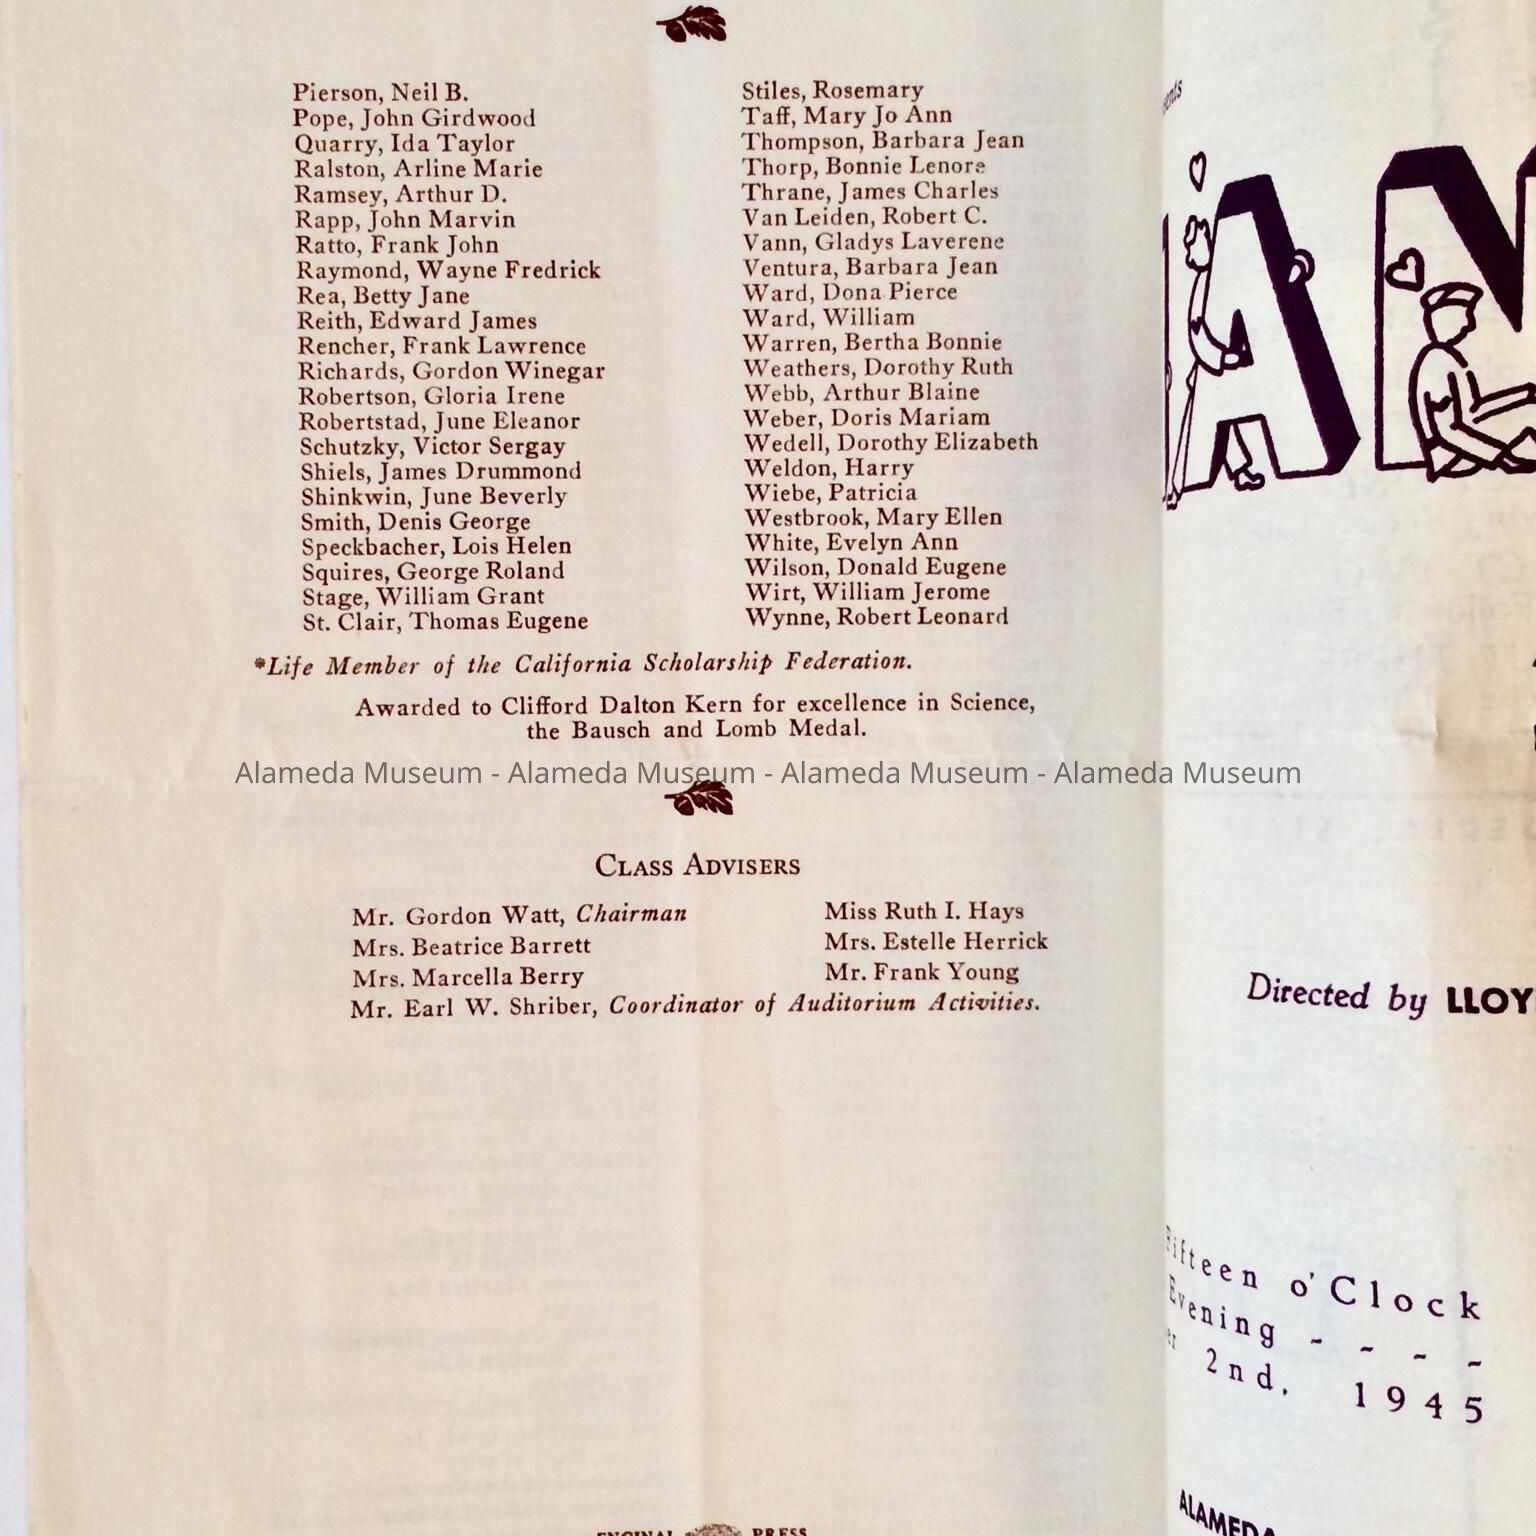 Pierson, Neil B.
Pope, John Girdwood
Quarry, Ida Taylor
Ralston, Arline Marie
Ramsey, Arthur D.
Rapp, John Marvin
Ratto, Frank John
Raymond, Wayne Fredrick
Rea, Betty Jane
Reith, Edward James
Rencher, Frank Lawrence
Richards, Gordon Winegar
Robertson, Gloria Irene
Robertstad, June Eleanor
Schutzky, Victor Sergay
Shiels, James Drummond
Shinkwin, June Beverly
Smith, Denis George
Speckbacher, Lois Helen
Squires, George Roland
Stage, William Grant
St. Clair, Thomas Eugene
Stiles, Rosemary
Taff, Mary Jo Ann
Thompson, Barbara Jean
Thorp, Bonnie Lenore
Thrane, James Charles
Van Leiden, Robert C.
Vann, Gladys Laverene
Ventura, Barbara Jean
Ward, Dona Pierce
Ward, William
Warren, Bertha Bonnie
Weathers, Dorothy Ruth
Webb, Arthur Blaine
Weber, Doris Mariam
Wedell, Dorothy Elizabeth
Weldon, Harry
Wiebe, Patricia
Westbrook, Mary Ellen
White, Evelyn Ann
Wilson, Donald Eugene
Wirt, William Jerome
Wynne, Robert Leonard
*Life Member of the California Scholarship Federation.
Awarded to Clifford Dalton Kern for excellence in Science,
the Bausch and Lomb Medal.
Alameda Museum - Alameda Museum - Alameda Museum - Alameda Museum
CLASS ADVISERS
Mr. Gordon Watt, Chairman
Mrs. Beatrice Barrett
Mrs. Marcella Berry
Miss Ruth I. Hays
Mrs. Estelle Herrick
Mr. Frank Young
Mr. Earl W. Shriber, Coordinator of Auditorium Activities.
ENCINAL PRESS
Directed by LLOY
Fifteen o'Clock
Evening - - - -
2nd. 1945
ALAMEDA